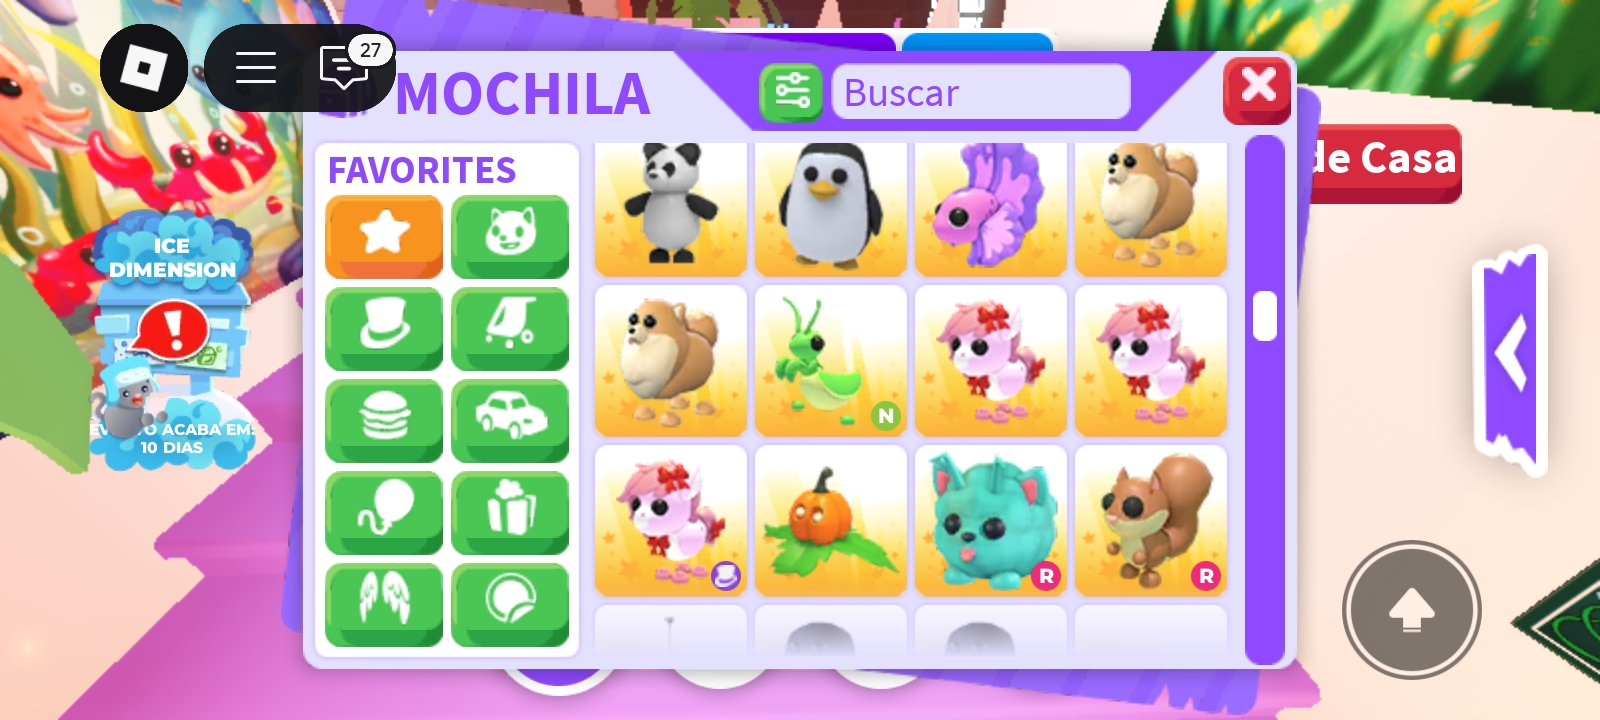 27
MOCHILA
Buscar
FAVORITES
de Casa
ICE
DIMENSION
!
ACABA EM:
10 DIAS
N
R
R